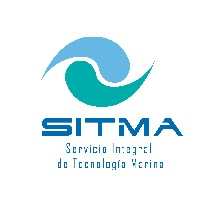 SITMA
Servicio Integral
de Tecnología Marina